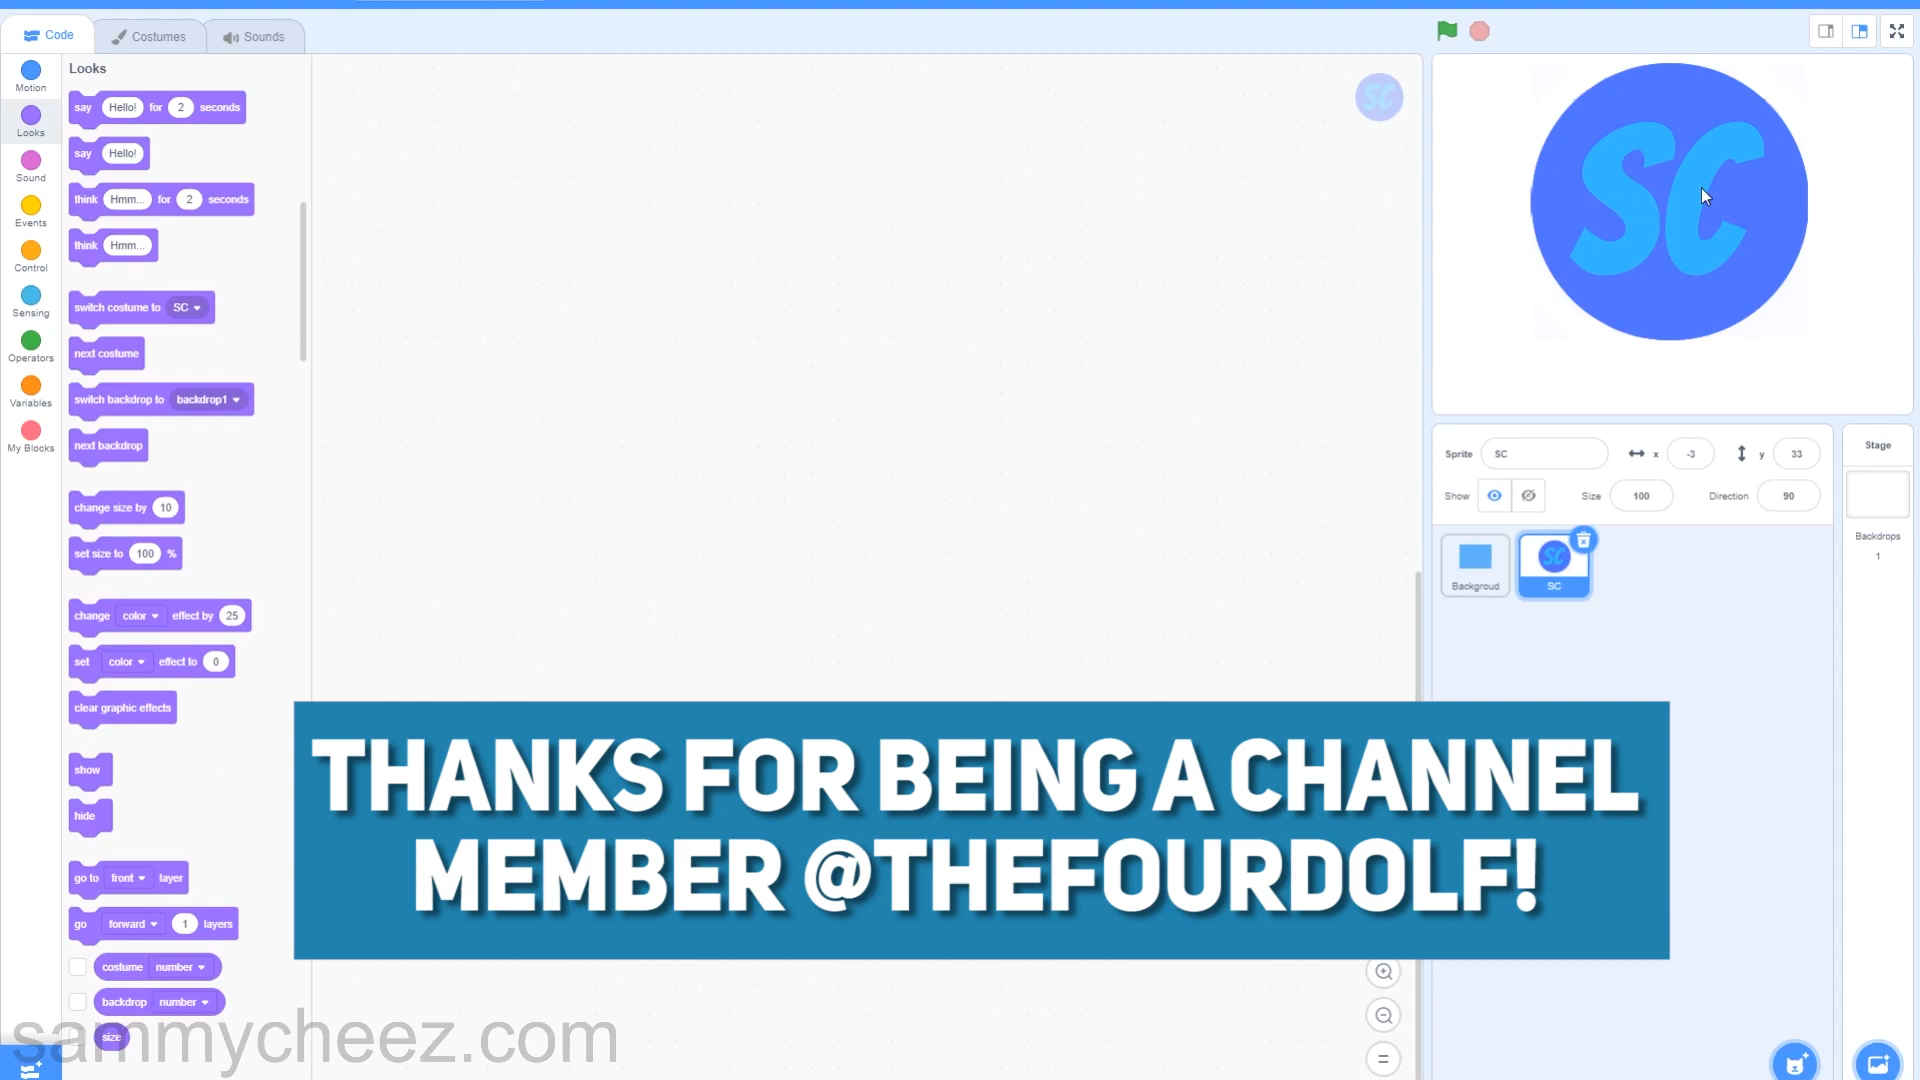 Code
Costumes
Sounds
Motion
Looks
Sound
Events
Control
Sensing
Operators
Variables
My Blocks
Looks
say Hello! for 2 seconds
say Hello!
think Hmm... for 2 seconds
think Hmm...
switch costume to SC
next costume
switch backdrop to backdrop1
next backdrop
change size by 10
set size to 100 %
change color effect by 25
set color effect to 0
clear graphic effects
show
hide
go to front layer
go forward 1 layers
costume number
backdrop number
size
SC
SC
Sprite SC x -3 y 33
Show Size 100 Direction 90
Backgroud
SC
SC
Stage
Backdrops
1
THANKS FOR BEING A CHANNEL
MEMBER @THEFOURDOLF!
sammycheez.com